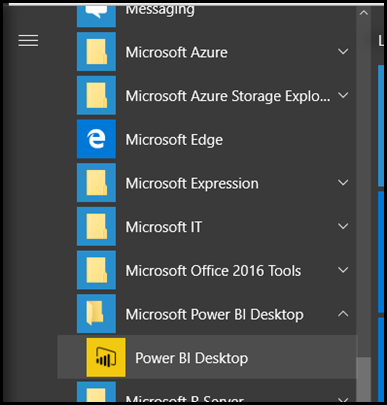 Messaging
Microsoft Azure
Microsoft Azure Storage Explo...
Microsoft Edge
Microsoft Expression
Microsoft IT
Microsoft Office 2016 Tools
Microsoft Power BI Desktop
Power BI Desktop
Microsoft R Server